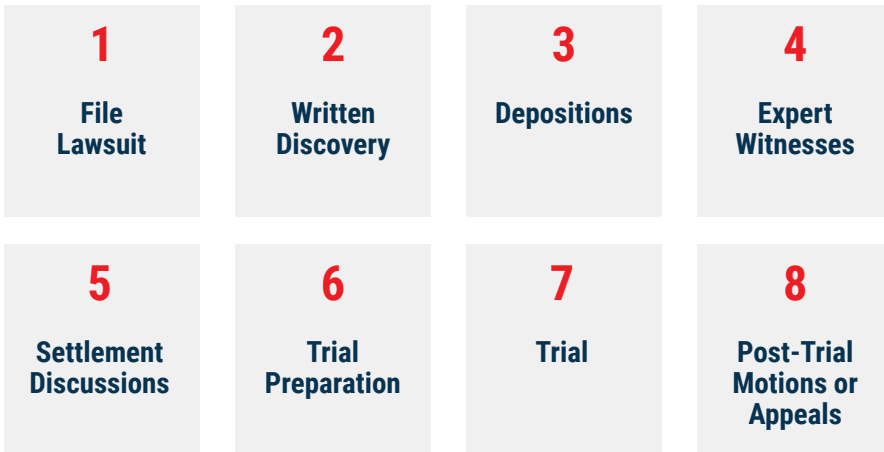 1
File
Lawsuit
2
Written
Discovery
3
Depositions
4
Expert
Witnesses
5
Settlement
Discussions
6
Trial
Preparation
7
Trial
8
Post-Trial
Motions or
Appeals